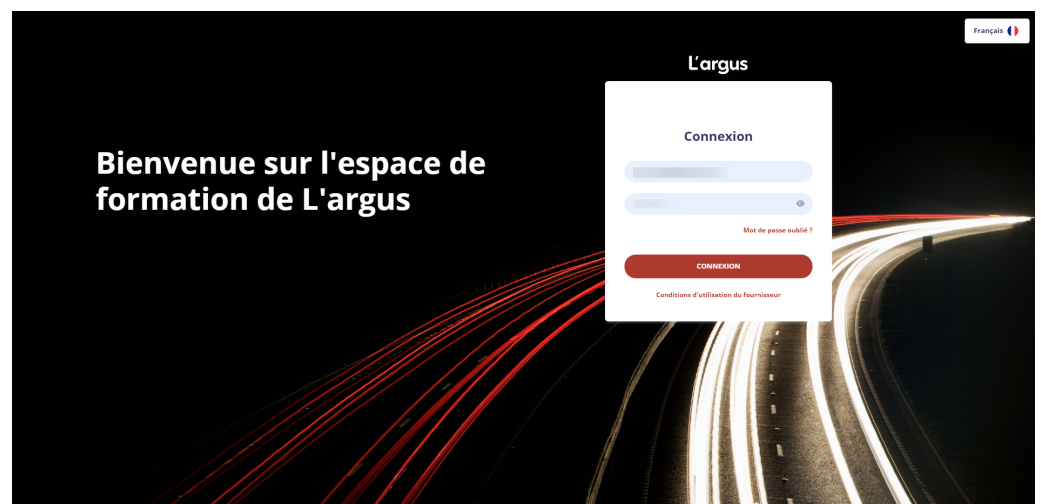 Français
L'argus
Connexion
Bienvenue sur l'espace de
formation de L'argus
Mot de passe oublié ?
CONNEXION
Conditions d'utilisation du fournisseur